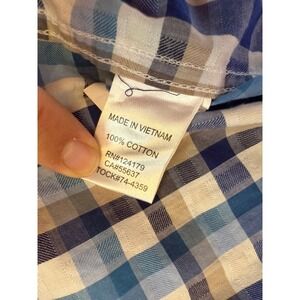 MADE IN VIETNAM
100% COTTON
RN#124179
CA#55637
TOCK#74-4359